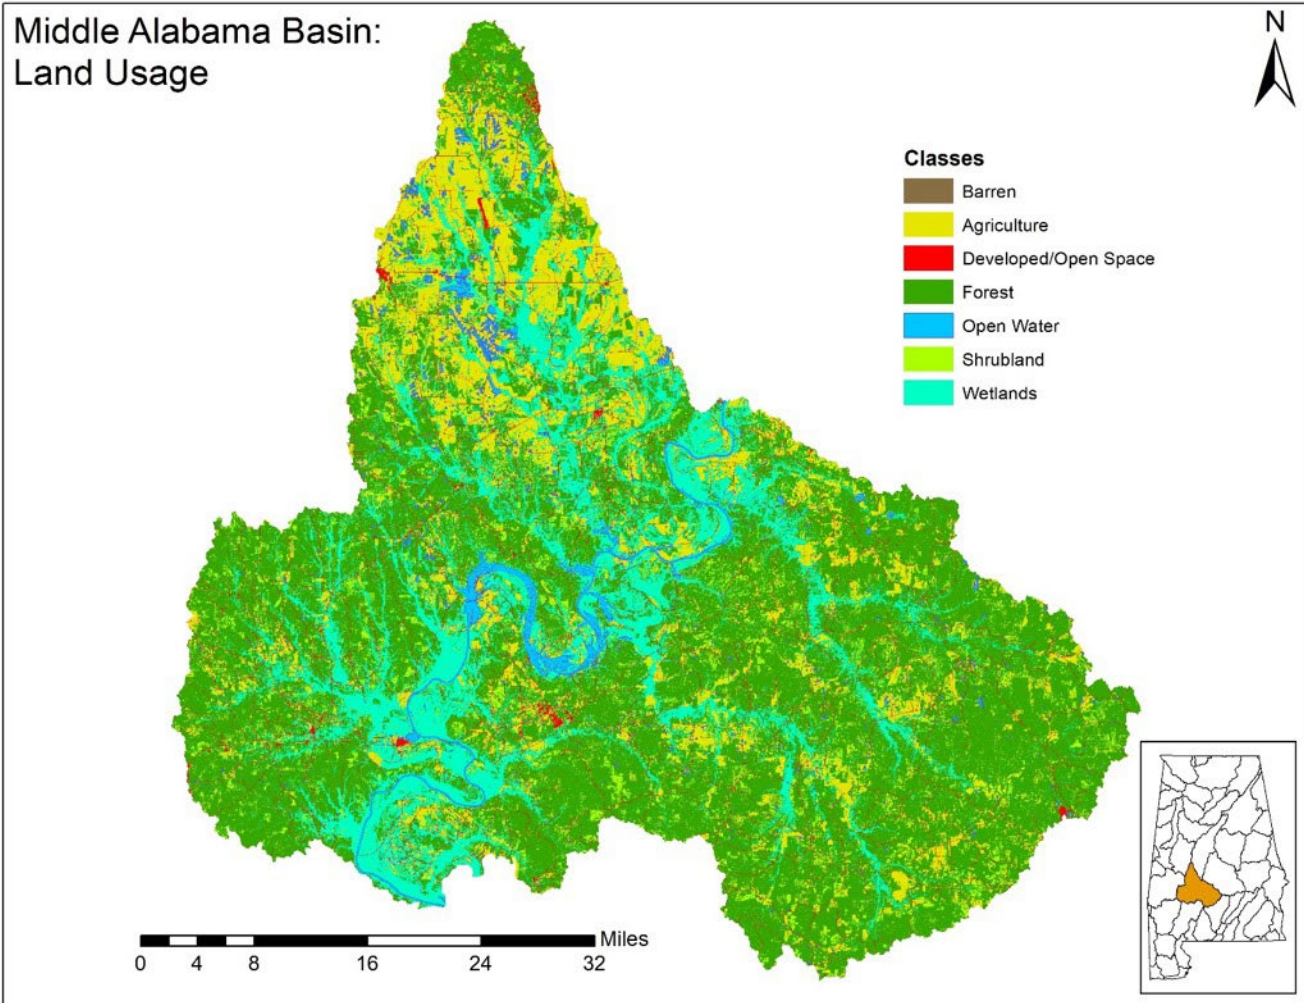 Middle Alabama Basin:
Land Usage
N
Classes
Barren
Agriculture
Developed/Open Space
Forest
Open Water
Shrubland
Wetlands
Miles
0 4 8 16 24 32